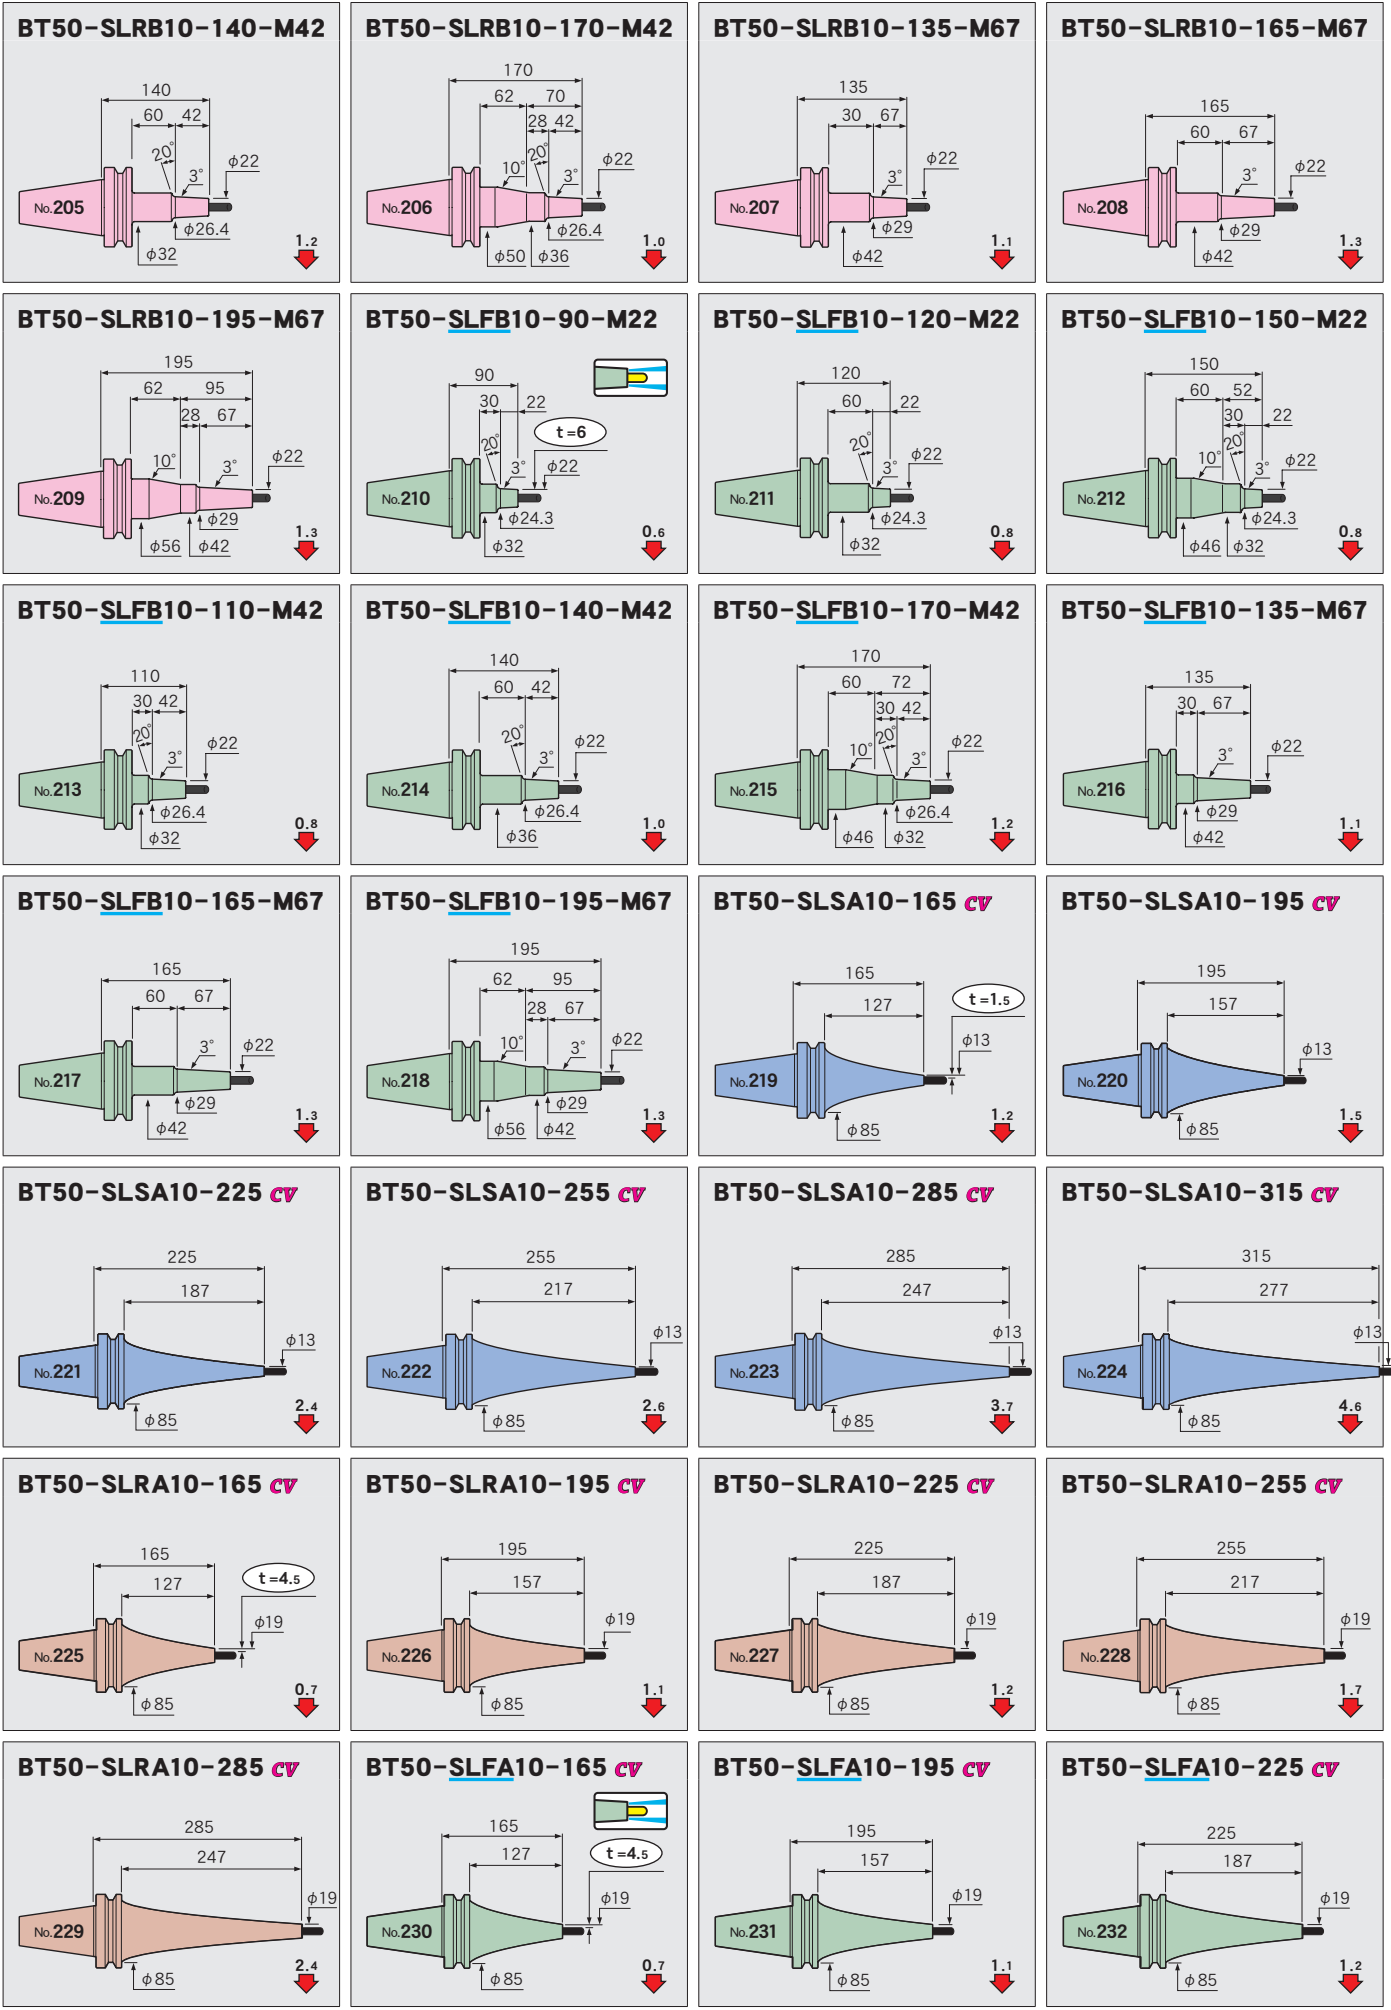 BT50-SLRB10-140-M42
140
60 42
20°
3°
φ22
No.205
φ26.4
φ32
1.2
BT50-SLRB10-170-M42
170
62 70
28 42
20°
10°
3°
φ22
No.206
φ26.4
φ50 φ36
1.0
BT50-SLRB10-135-M67
135
30 67
3°
φ22
No.207
φ29
φ42
1.1
BT50-SLRB10-165-M67
165
60 67
3°
φ22
No.208
φ29
φ42
1.3
BT50-SLRB10-195-M67
195
62 95
28 67
10°
3°
φ22
No.209
φ29
φ56 φ42
1.3
BT50-SLFB10-90-M22
90
30 22
t=6
20°
3°
φ22
No.210
φ24.3
φ32
0.6
BT50-SLFB10-120-M22
120
60 22
20°
3°
φ22
No.211
φ24.3
φ32
0.8
BT50-SLFB10-150-M22
150
60 52
30 22
20°
10°
3°
φ22
No.212
φ24.3
φ46 φ32
0.8
BT50-SLFB10-110-M42
110
30 42
20°
3°
φ22
No.213
φ26.4
φ32
0.8
BT50-SLFB10-140-M42
140
60 42
20°
3°
φ22
No.214
φ26.4
φ36
1.0
BT50-SLFB10-170-M42
170
60 72
30 42
20°
10°
3°
φ22
No.215
φ26.4
φ46 φ32
1.2
BT50-SLFB10-135-M67
135
30 67
3°
φ22
No.216
φ29
φ42
1.1
BT50-SLFB10-165-M67
165
60 67
3°
φ22
No.217
φ29
φ42
1.3
BT50-SLFB10-195-M67
195
62 95
28 67
10°
3°
φ22
No.218
φ29
φ56 φ42
1.3
BT50-SLSA10-165 CV
165
127
t=1.5
φ13
No.219
φ85
1.2
BT50-SLSA10-195 CV
195
157
φ13
No.220
φ85
1.5
BT50-SLSA10-225 CV
225
187
φ13
No.221
φ85
2.4
BT50-SLSA10-255 CV
255
217
φ13
No.222
φ85
2.6
BT50-SLSA10-285 CV
285
247
φ13
No.223
φ85
3.7
BT50-SLSA10-315 CV
315
277
φ13
No.224
φ85
4.6
BT50-SLRA10-165 CV
165
127
t=4.5
φ19
No.225
φ85
0.7
BT50-SLRA10-195 CV
195
157
φ19
No.226
φ85
1.1
BT50-SLRA10-225 CV
225
187
φ19
No.227
φ85
1.2
BT50-SLRA10-255 CV
255
217
φ19
No.228
φ85
1.7
BT50-SLRA10-285 CV
285
247
φ19
No.229
φ85
2.4
BT50-SLFA10-165 CV
165
127
t=4.5
φ19
No.230
φ85
0.7
BT50-SLFA10-195 CV
195
157
φ19
No.231
φ85
1.1
BT50-SLFA10-225 CV
225
187
φ19
No.232
φ85
1.2